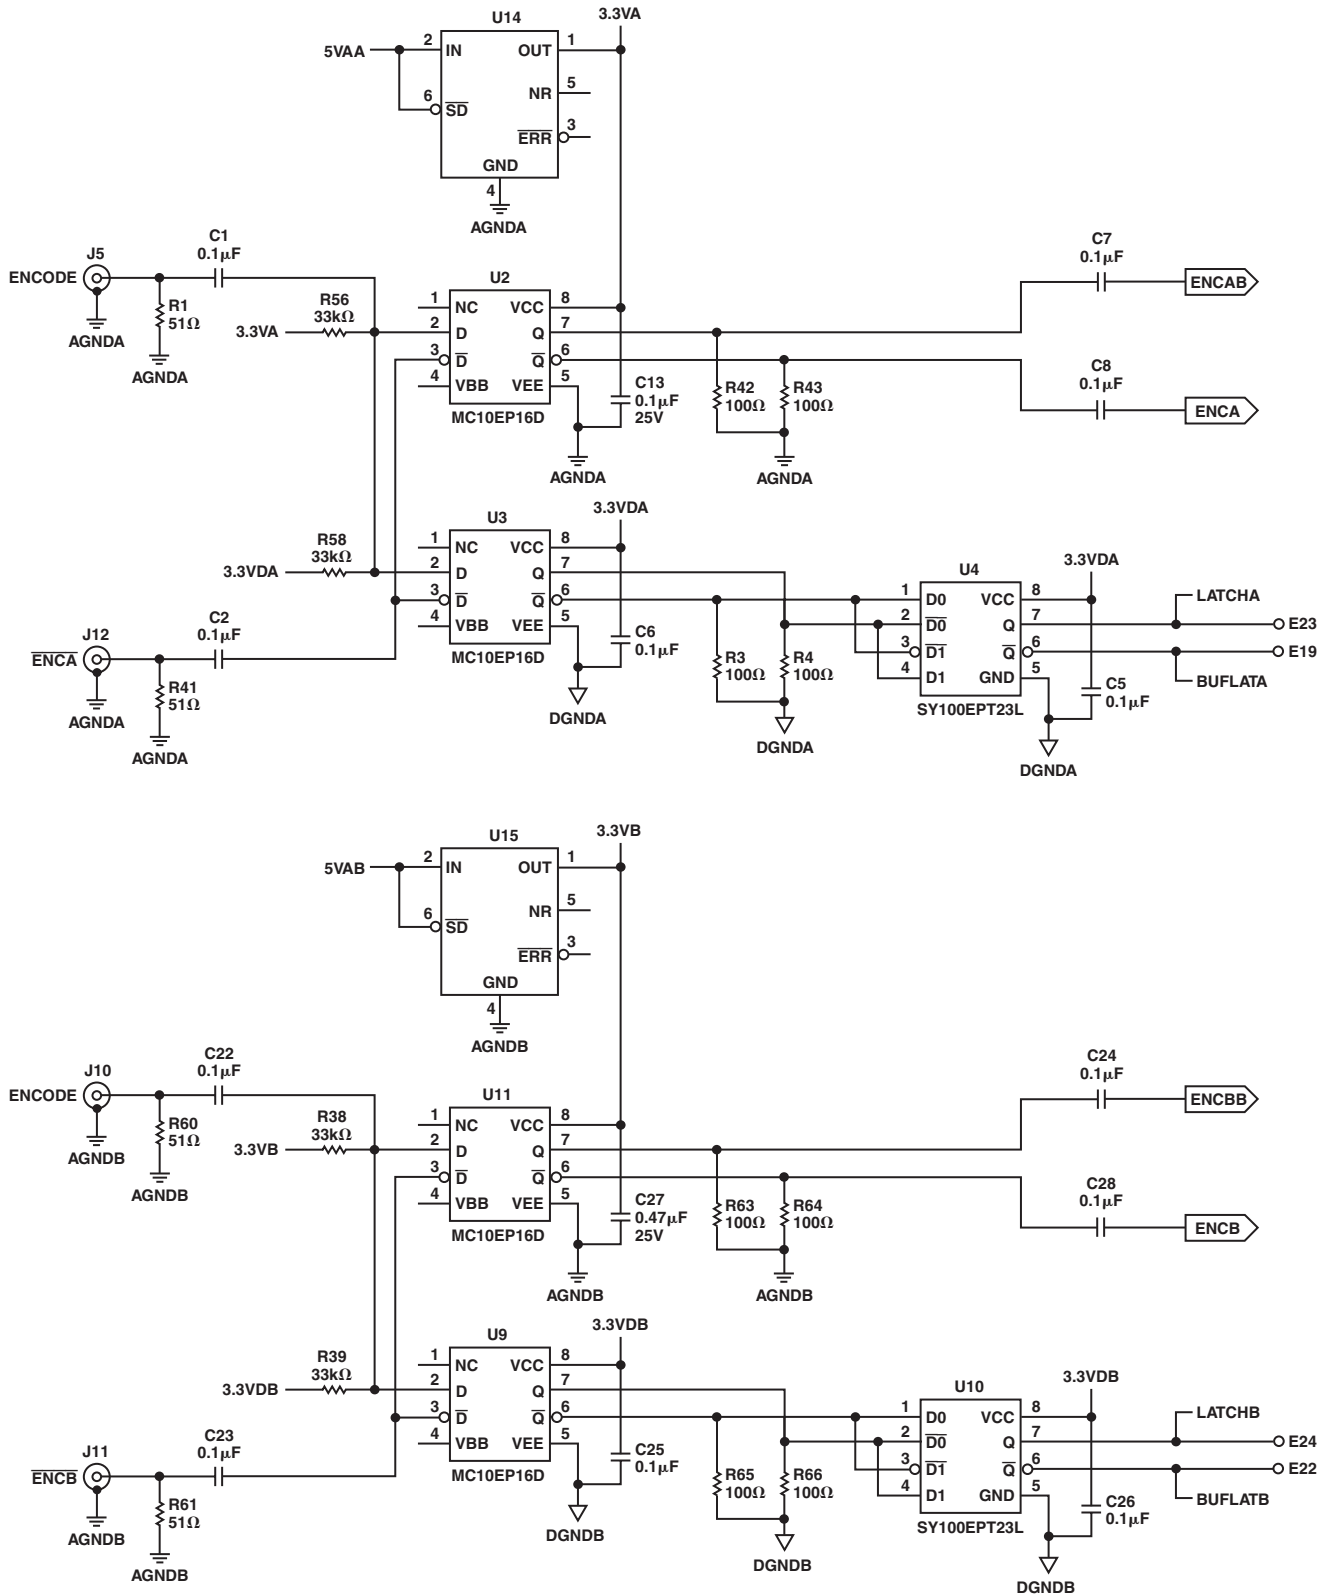 U14
3.3VA
5VAA
2 IN OUT 1
NR 5
6 SD
ERR 3
GND
4
AGNDA
C1
0.1μF
J5
ENCODE
R1
51Ω
AGNDA
AGNDA
R56
33kΩ
3.3VA
U2
1 NC VCC 8
2 D Q 7
3 D Q 6
4 VBB VEE 5
MC10EP16D
C13
0.1μF
25V
AGNDA
R42
100Ω
R43
100Ω
AGNDA
C7
0.1μF
ENCAB
C8
0.1μF
ENCA
R58
33kΩ
3.3VDA
U3
3.3VDA
1 NC VCC 8
2 D Q 7
3 D Q 6
4 VBB VEE 5
MC10EP16D
C6
0.1μF
DGNDA
C2
0.1μF
J12
ENCA
R41
51Ω
AGNDA
AGNDA
R3
100Ω
R4
100Ω
DGNDA
U4
3.3VDA
1 D0 VCC 8
2 D0 Q 7
3 D1 Q 6
4 D1 GND 5
SY100EPT23L
C5
0.1μF
DGNDA
LATCHA
E23
E19
BUFLATA
U15
3.3VB
5VAB
2 IN OUT 1
NR 5
6 SD
ERR 3
GND
4
AGNDB
C22
0.1μF
J10
ENCODE
R60
51Ω
AGNDB
AGNDB
R38
33kΩ
3.3VB
U11
1 NC VCC 8
2 D Q 7
3 D Q 6
4 VBB VEE 5
MC10EP16D
C27
0.47μF
25V
AGNDB
R63
100Ω
R64
100Ω
AGNDB
C24
0.1μF
ENCBB
C28
0.1μF
ENCB
R39
33kΩ
3.3VDB
U9
3.3VDB
1 NC VCC 8
2 D Q 7
3 D Q 6
4 VBB VEE 5
MC10EP16D
C25
0.1μF
DGNDB
C23
0.1μF
J11
ENCB
R61
51Ω
AGNDB
AGNDB
R65
100Ω
R66
100Ω
DGNDB
U10
3.3VDB
1 D0 VCC 8
2 D0 Q 7
3 D1 Q 6
4 D1 GND 5
SY100EPT23L
C26
0.1μF
DGNDB
LATCHB
E24
E22
BUFLATB